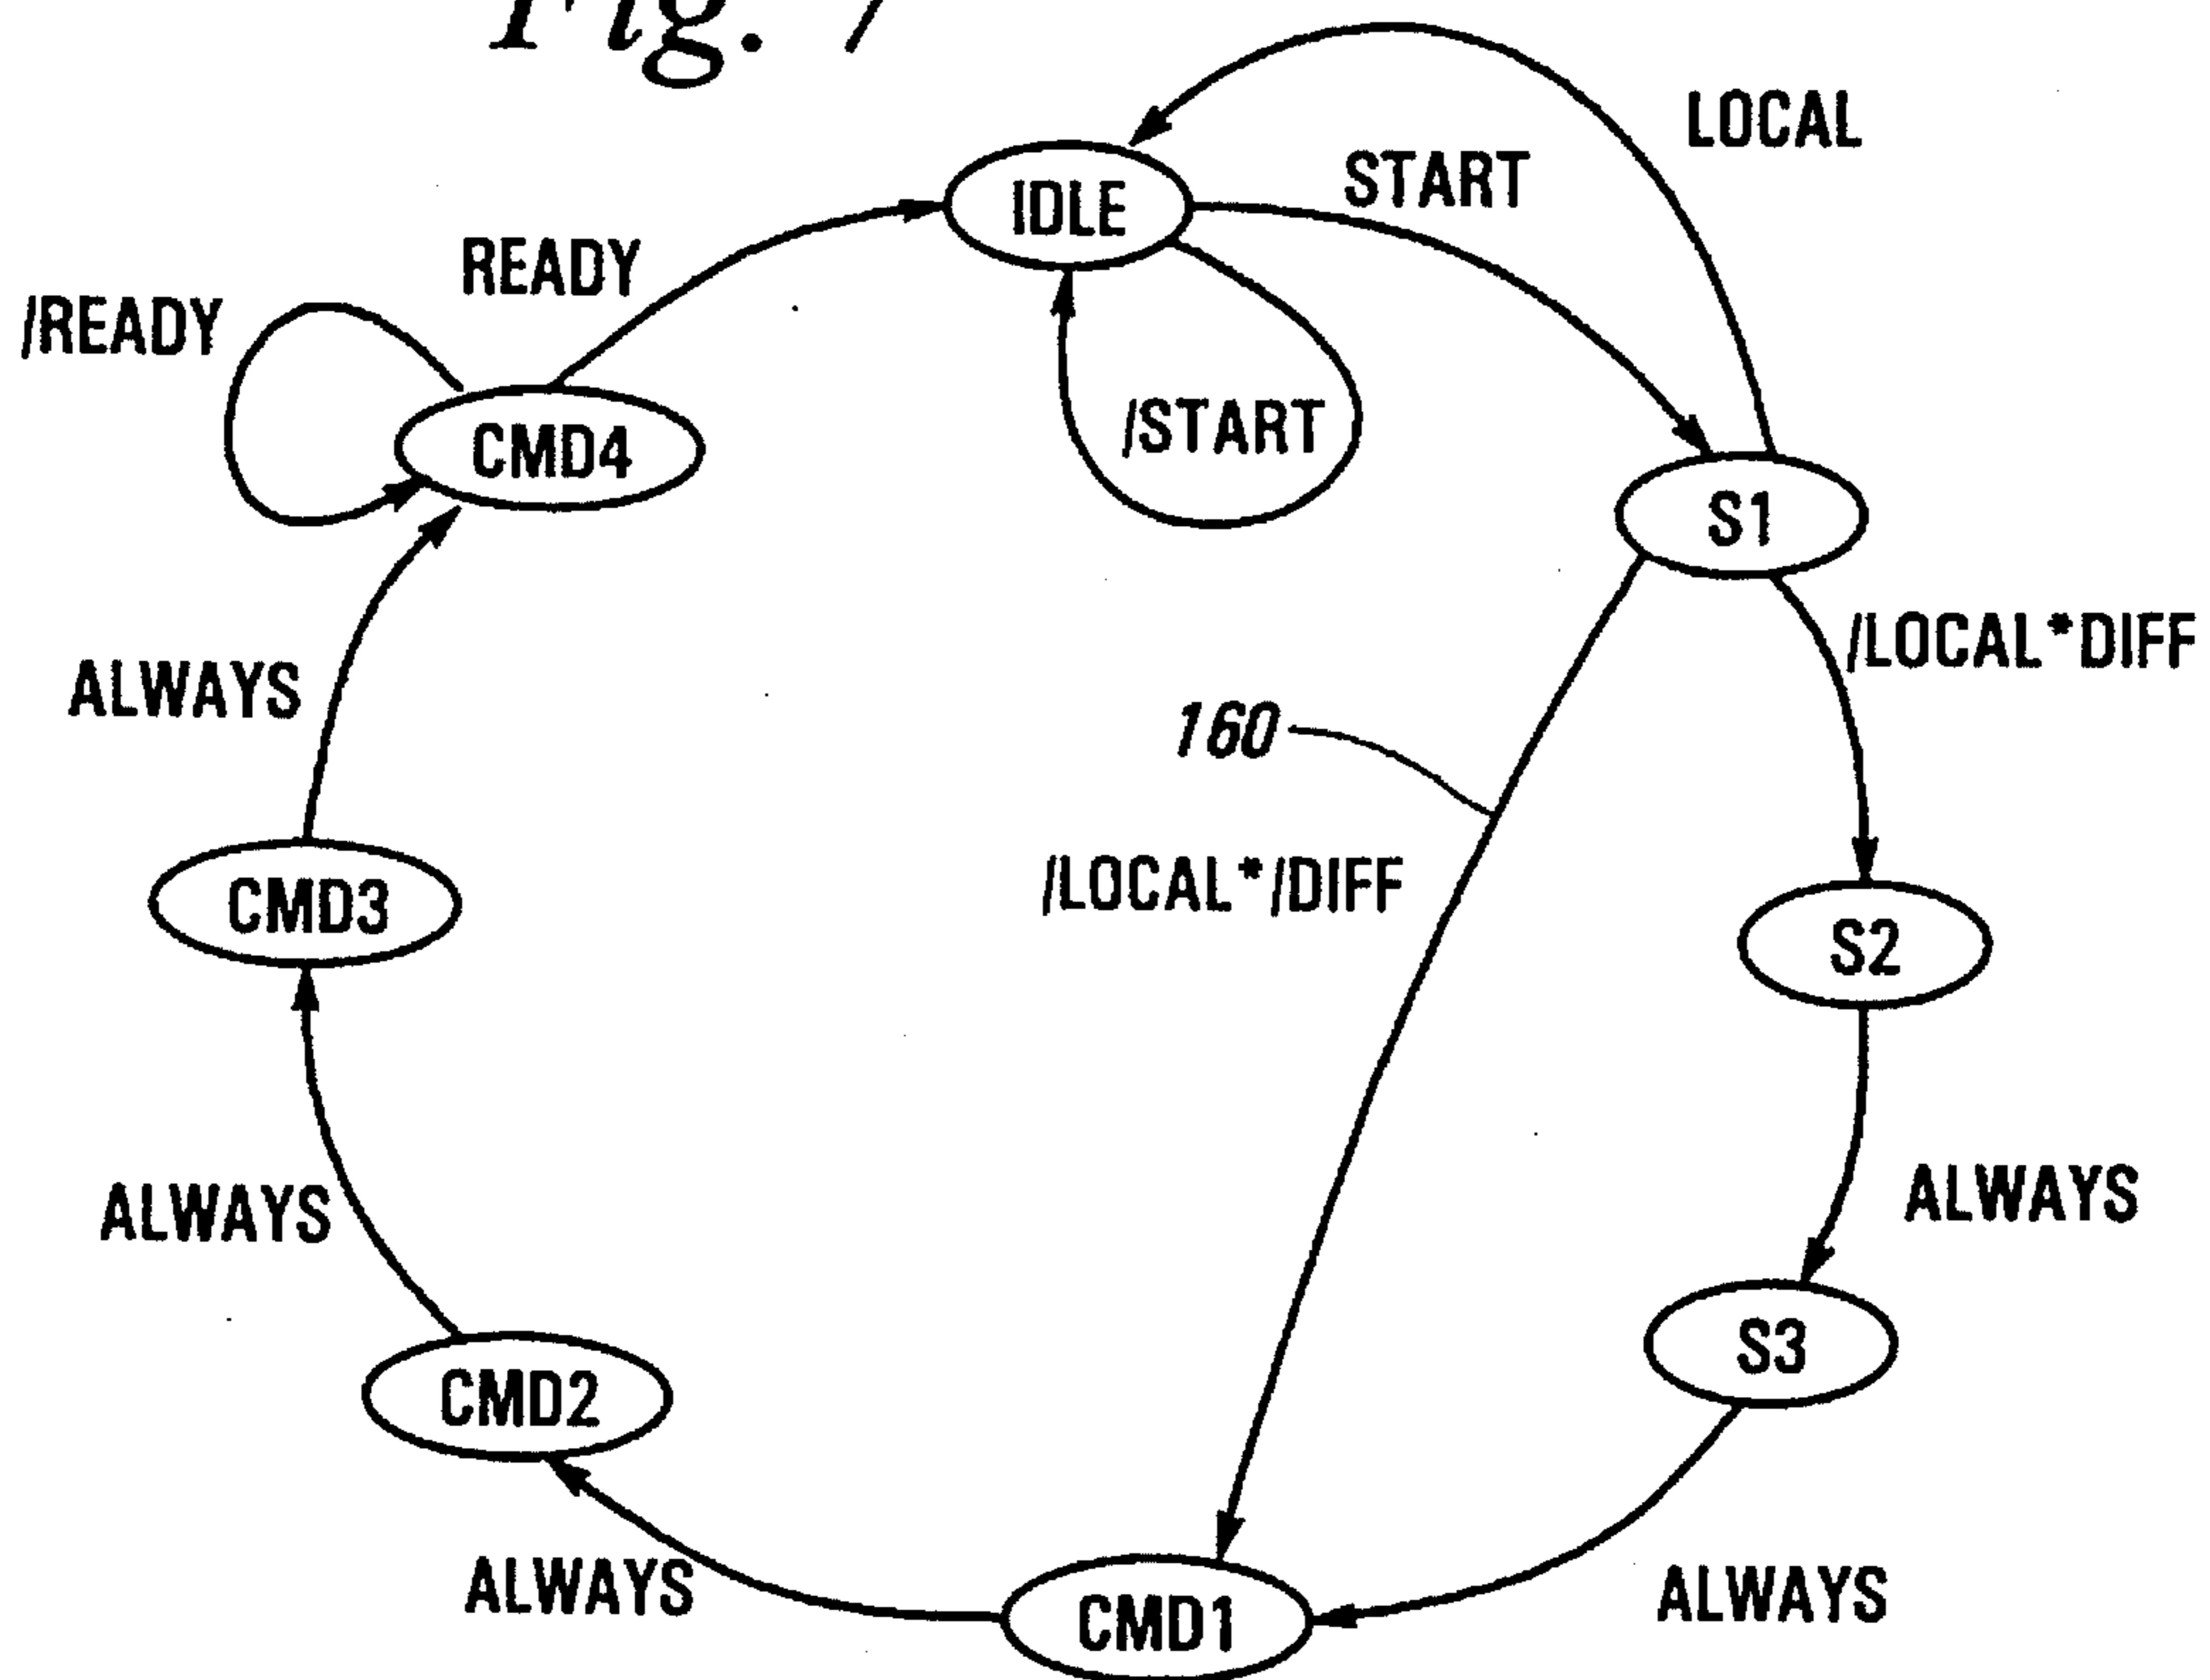 Fig. 7
LOCAL
START
IDLE
READY
/READY
/START
CMD4
S1
/LOCAL*DIFF
ALWAYS
160
/LOCAL*/DIFF
CMD3
S2
ALWAYS
ALWAYS
S3
CMD2
ALWAYS
ALWAYS
CMD1